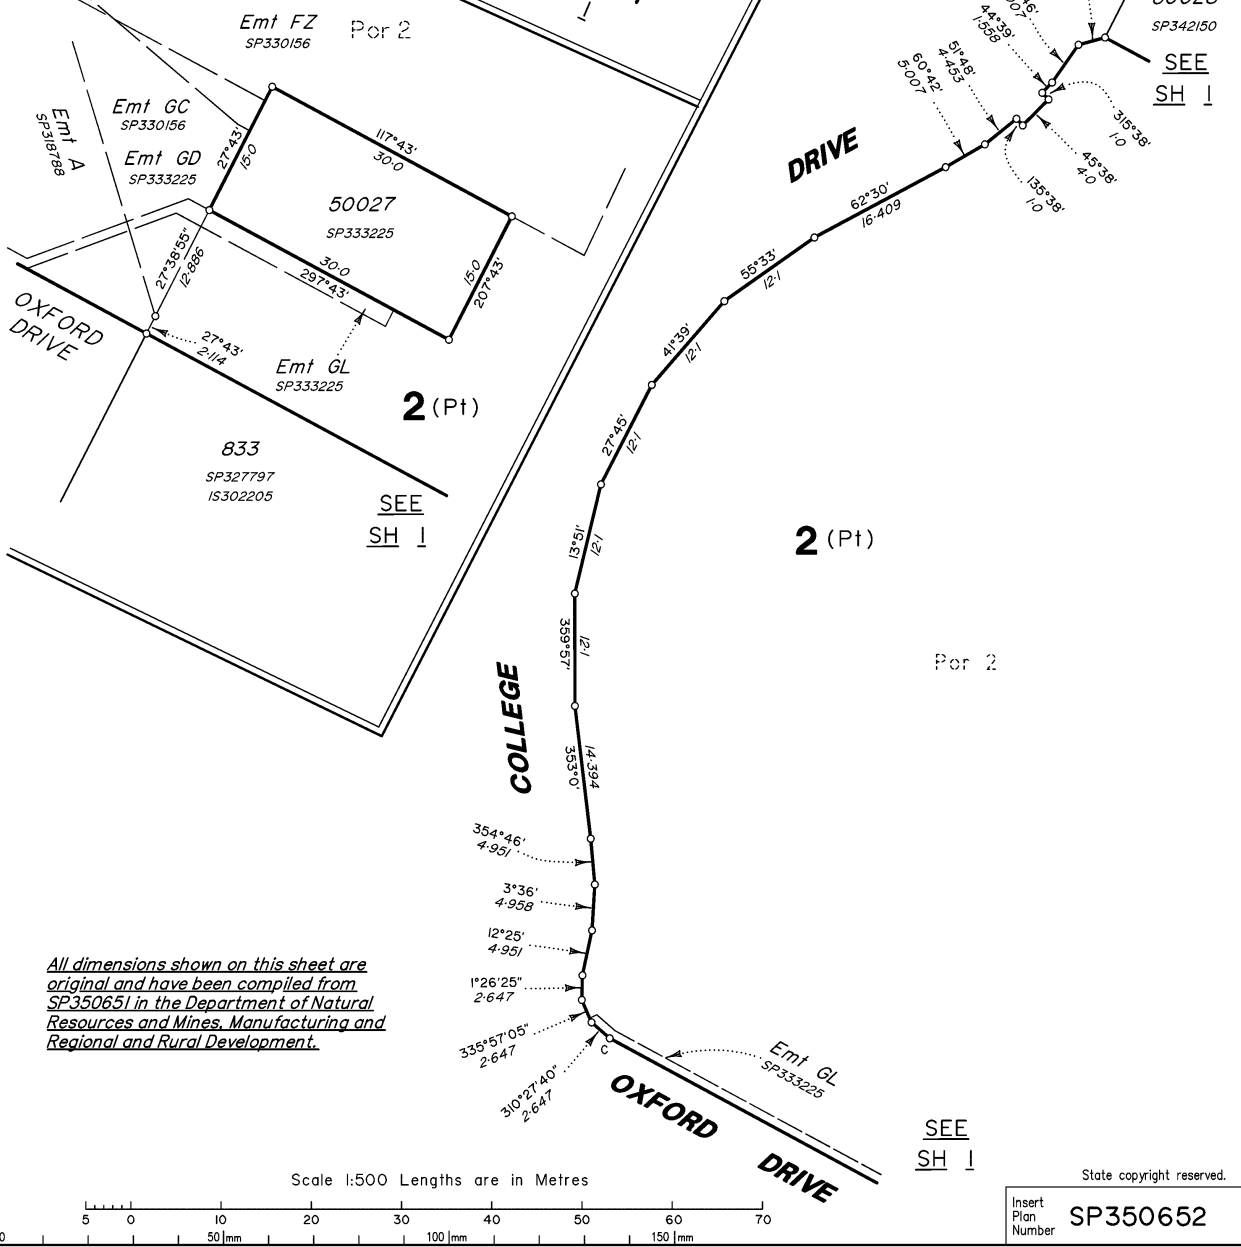 Emt FZ
SP330156
Por 2
Emt A
SP318788
Emt GC
SP330156
Emt GD
SP333225
27°43'
15·0
117°43'
30·0
50027
SP333225
30·0
297°43'
15·0
207°43'
27°38'55"
12·886
OXFORD
DRIVE
27°43'
2·114
Emt GL
SP333225
2 (Pt)
833
SP327797
IS302205
SEE
SH 1
SP342150
SEE
SH 1
44°39'
1·558
51°48'
4·453
60°42'
5·007
315°38'
1·0
45°38'
4·0
135°38'
1·0
DRIVE
62°30'
16·409
55°33'
12·1
41°39'
12·1
27°45'
12·1
13°51'
12·1
359°57'
12·1
2 (Pt)
Por 2
COLLEGE
353°0'
14·394
354°46'
4·951
3°36'
4·958
12°25'
4·951
1°26'25"
2·647
335°57'05"
2·647
310°27'40"
2·647
C
All dimensions shown on this sheet are
original and have been compiled from
SP350651 in the Department of Natural
Resources and Mines, Manufacturing and
Regional and Rural Development.
Emt GL
SP333225
OXFORD
DRIVE
SEE
SH 1
Scale 1:500 Lengths are in Metres
5 0 10 20 30 40 50 60 70
0 50 mm 100 mm 150 mm
State copyright reserved.
Insert
Plan
Number
SP350652